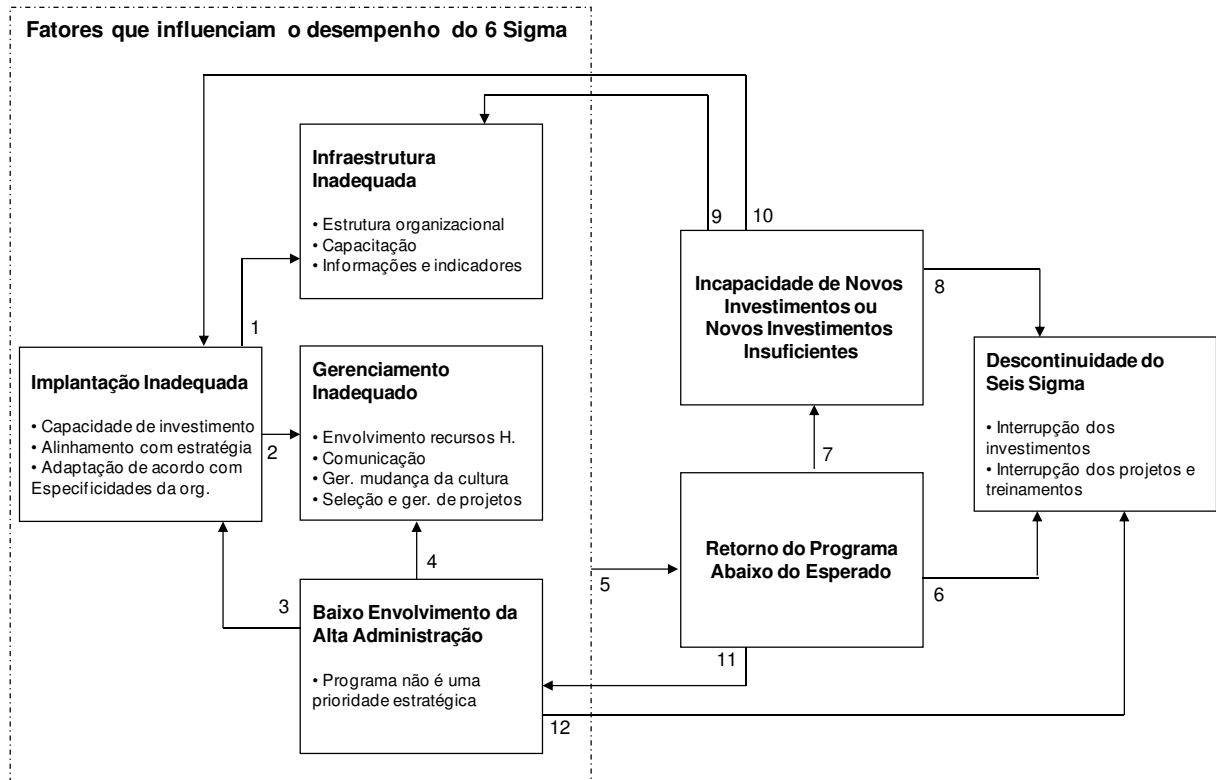 Fatores que influenciam o desempenho do 6 Sigma
Infraestrutura
Inadequada
• Estrutura organizacional
• Capacitação
• Informações e indicadores
1
Implantação Inadequada
• Capacidade de investimento
• Alinhamento com estratégia
• Adaptação de acordo com
Especificidades da org.
2
Gerenciamento
Inadequado
• Envolvimento recursos H.
• Comunicação
• Ger. mudança da cultura
• Seleção e ger. de projetos
4
3
Baixo Envolvimento da
Alta Administração
• Programa não é uma
prioridade estratégica
5
9
10
Incapacidade de Novos
Investimentos ou
Novos Investimentos
Insuficientes
8
7
Retorno do Programa
Abaixo do Esperado
6
11
12
Descontinuidade do
Seis Sigma
• Interrupção dos
investimentos
• Interrupção dos projetos e
treinamentos